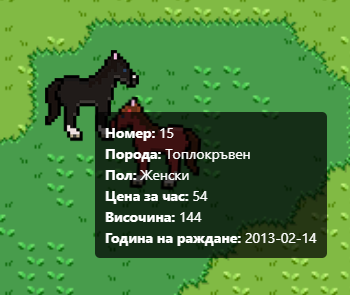 Номер: 15
Порода: Топлокръвен
Пол: Женски
Цена за час: 54
Височина: 144
Година на раждане: 2013-02-14